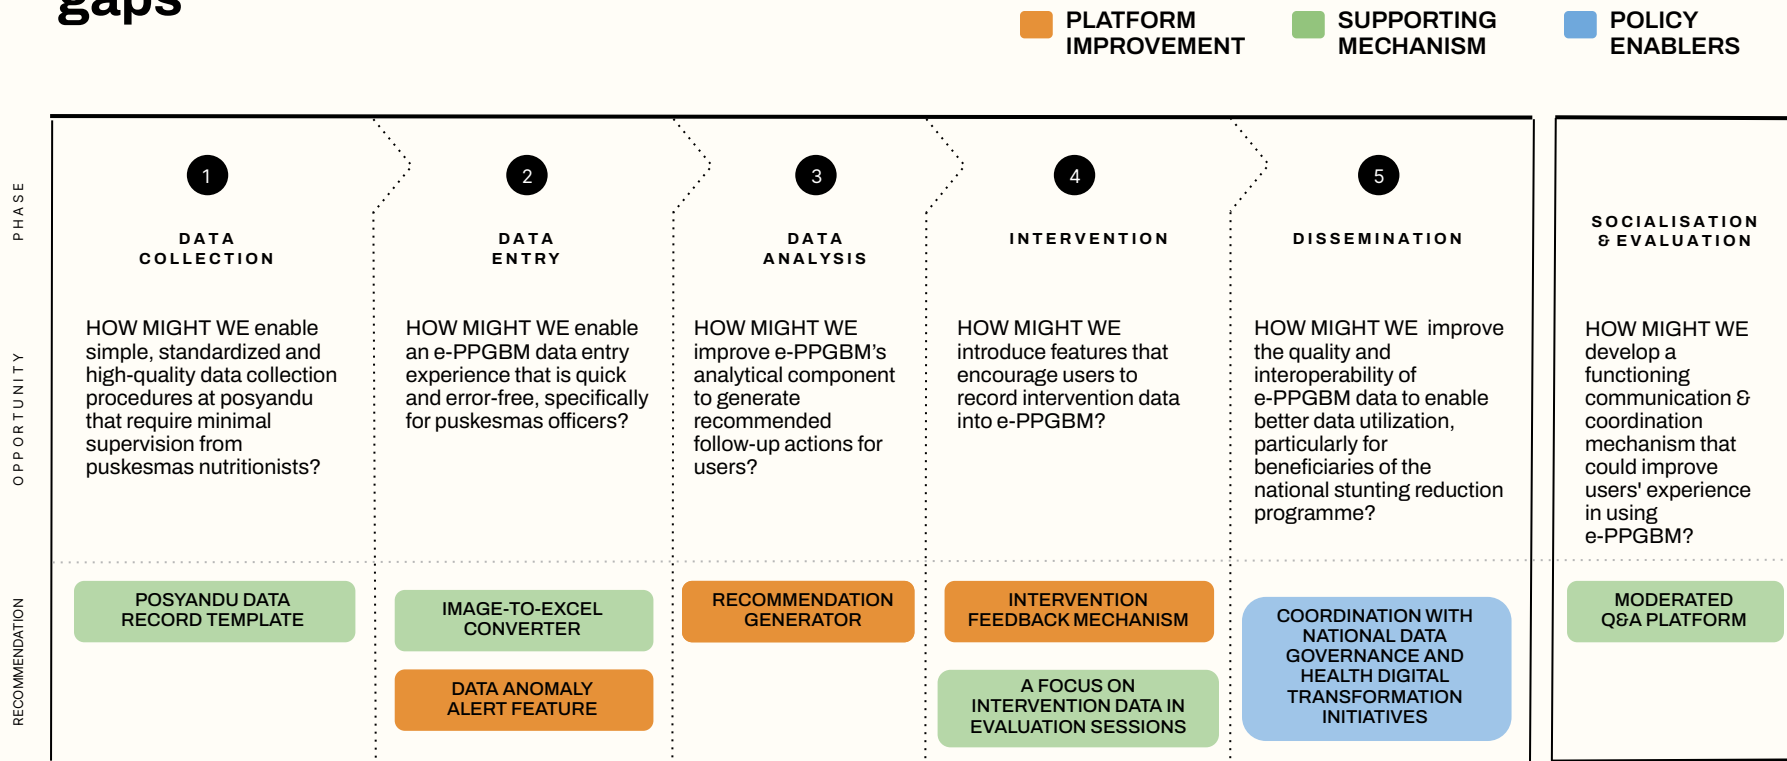 gaps
PLATFORM
IMPROVEMENT
SUPPORTING
MECHANISM
POLICY
ENABLERS
PHASE
1
DATA
COLLECTION
2
DATA
ENTRY
3
DATA
ANALYSIS
4
INTERVENTION
5
DISSEMINATION
SOCIALISATION
& EVALUATION
OPPORTUNITY
HOW MIGHT WE enable
simple, standardized and
high-quality data collection
procedures at posyandu
that require minimal
supervision from
puskesmas nutritionists?
HOW MIGHT WE enable
an e-PPGBM data entry
experience that is quick
and error-free, specifically
for puskesmas officers?
HOW MIGHT WE
improve e-PPGBM’s
analytical component
to generate
recommended
follow-up actions for
users?
HOW MIGHT WE
introduce features that
encourage users to
record intervention data
into e-PPGBM?
HOW MIGHT WE improve
the quality and
interoperability of
e-PPGBM data to enable
better data utilization,
particularly for
beneficiaries of the
national stunting reduction
programme?
HOW MIGHT WE
develop a
functioning
communication &
coordination
mechanism that
could improve
users' experience
in using
e-PPGBM?
RECOMMENDATION
POSYANDU DATA
RECORD TEMPLATE
IMAGE-TO-EXCEL
CONVERTER
DATA ANOMALY
ALERT FEATURE
RECOMMENDATION
GENERATOR
INTERVENTION
FEEDBACK MECHANISM
A FOCUS ON
INTERVENTION DATA IN
EVALUATION SESSIONS
COORDINATION WITH
NATIONAL DATA
GOVERNANCE AND
HEALTH DIGITAL
TRANSFORMATION
INITIATIVES
MODERATED
Q&A PLATFORM